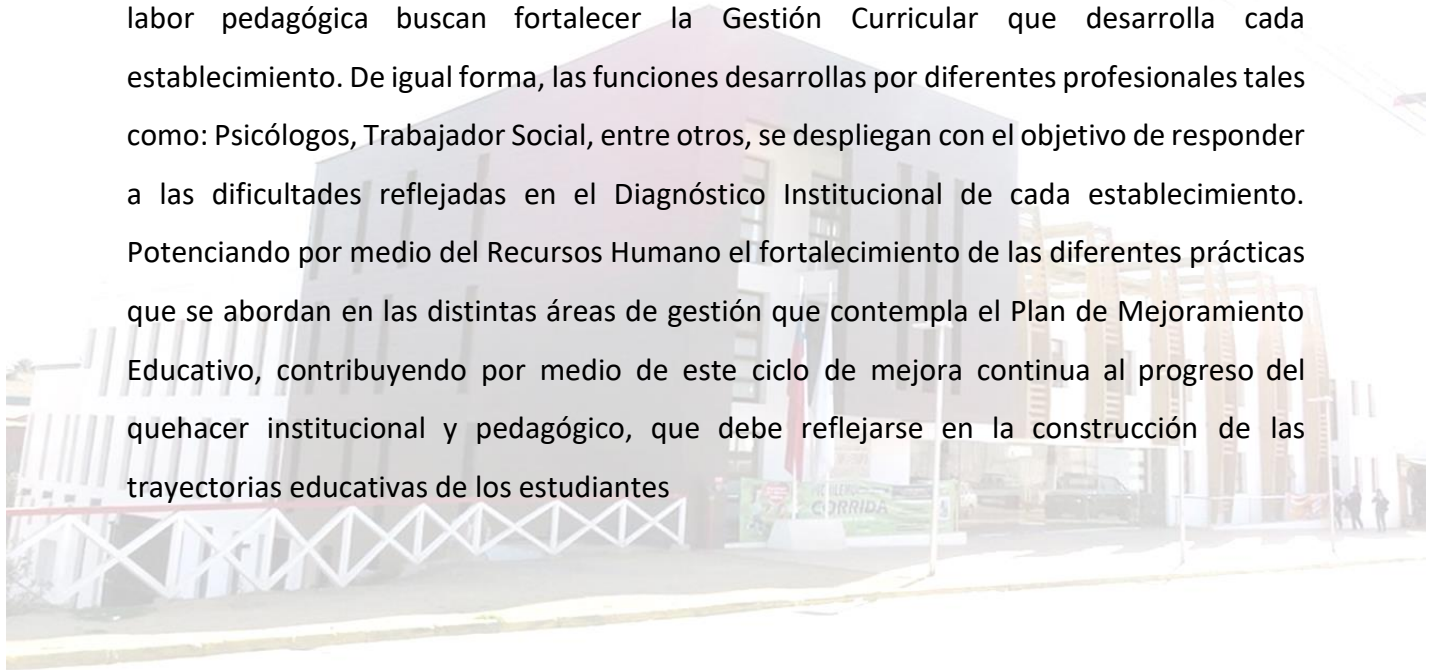 labor pedagógica buscan fortalecer la Gestión Curricular que desarrolla cada
establecimiento. De igual forma, las funciones desarrollas por diferentes profesionales tales
como: Psicólogos, Trabajador Social, entre otros, se despliegan con el objetivo de responder
a las dificultades reflejadas en el Diagnóstico Institucional de cada establecimiento.
Potenciando por medio del Recursos Humano el fortalecimiento de las diferentes prácticas
que se abordan en las distintas áreas de gestión que contempla el Plan de Mejoramiento
Educativo, contribuyendo por medio de este ciclo de mejora continua al progreso del
quehacer institucional y pedagógico, que debe reflejarse en la construcción de las
trayectorias educativas de los estudiantes
CORRIDA